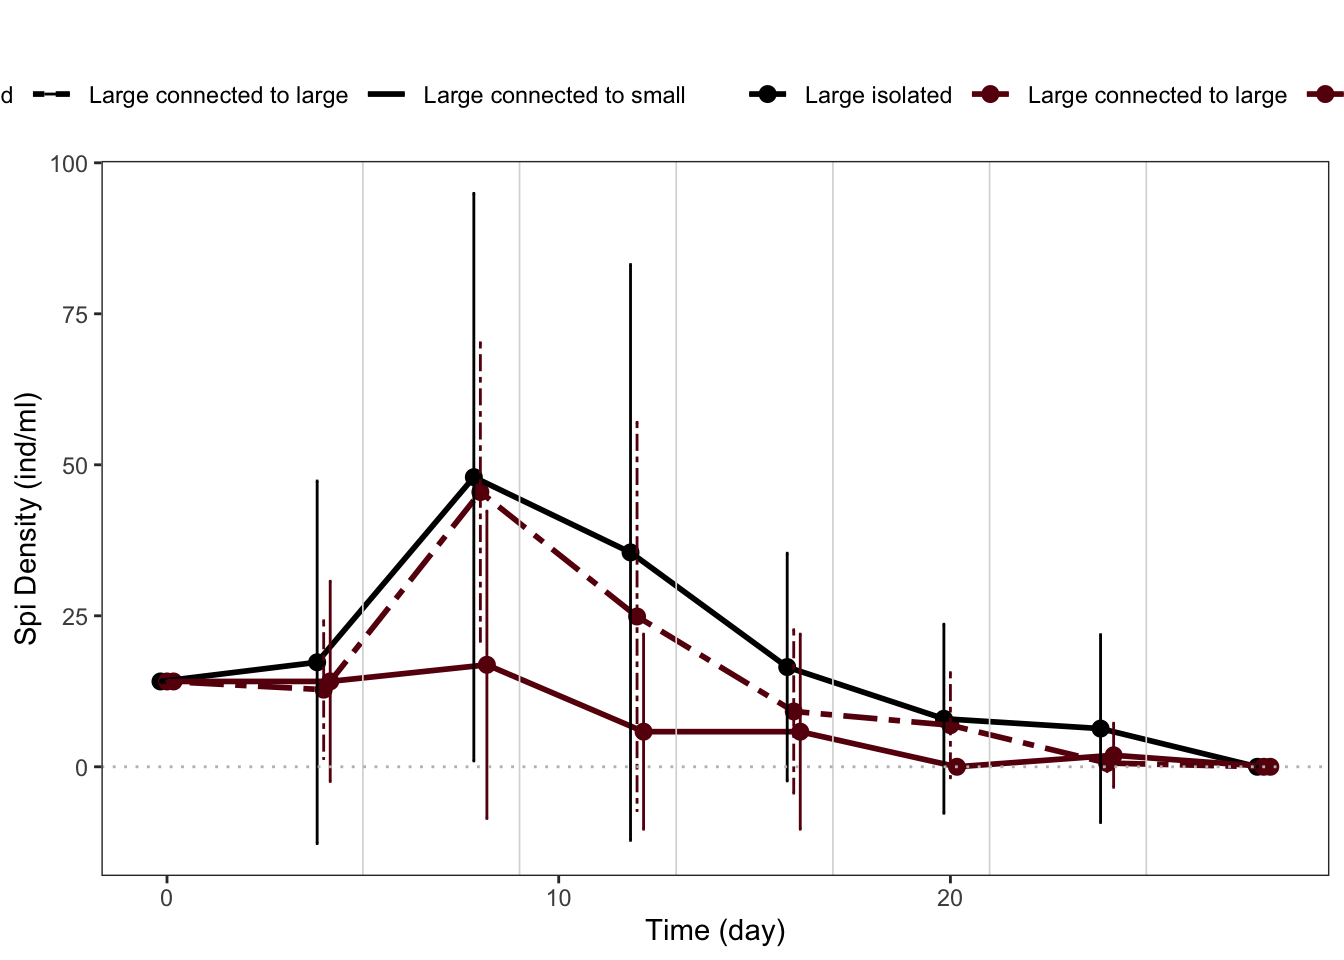 d Large connected to large Large connected to small Large isolated Large connected to large
100
75
50
25
0
Spi Density (ind/ml)
0 10 20
Time (day)